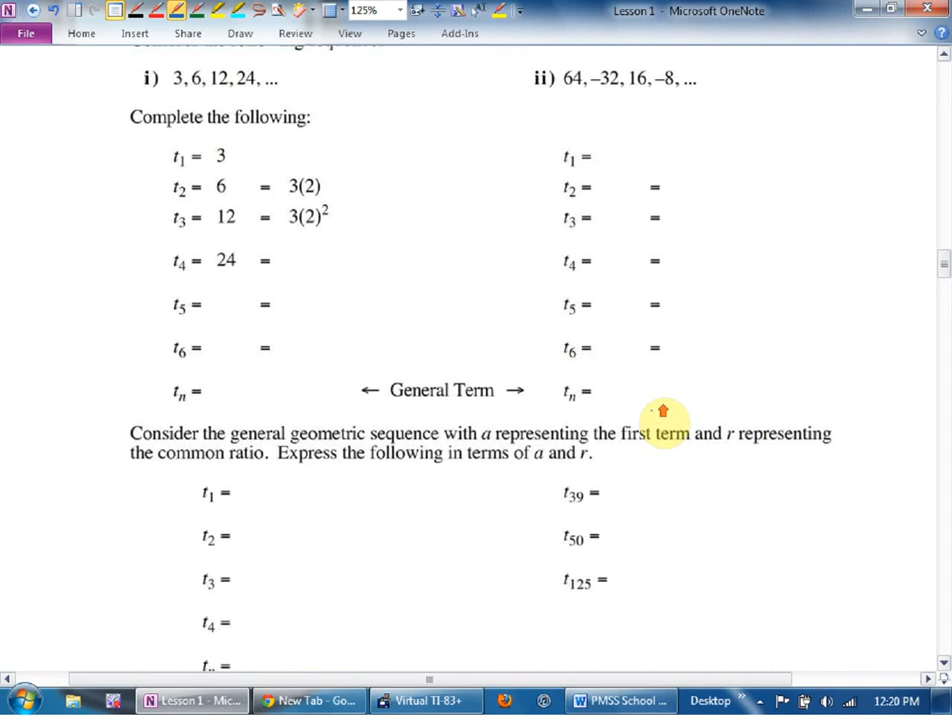 125%
Lesson 1 - Microsoft OneNote
File Home Insert Share Draw Review View Pages Add-Ins
i) 3, 6, 12, 24, ... ii) 64, –32, 16, –8, ...
Complete the following:
t1 = 3 t1 =
t2 = 6 = 3(2) t2 = =
t3 = 12 = 3(2)² t3 = =
t4 = 24 = t4 = =
t5 = = t5 = =
t6 = = t6 = =
tn = ← General Term → tn =
Consider the general geometric sequence with a representing the first term and r representing
the common ratio. Express the following in terms of a and r.
t1 = t39 =
t2 = t50 =
t3 = t125 =
t4 =
Lesson 1 - Mic... New Tab - Go... Virtual TI-83+ PMSS School ... Desktop 12:20 PM